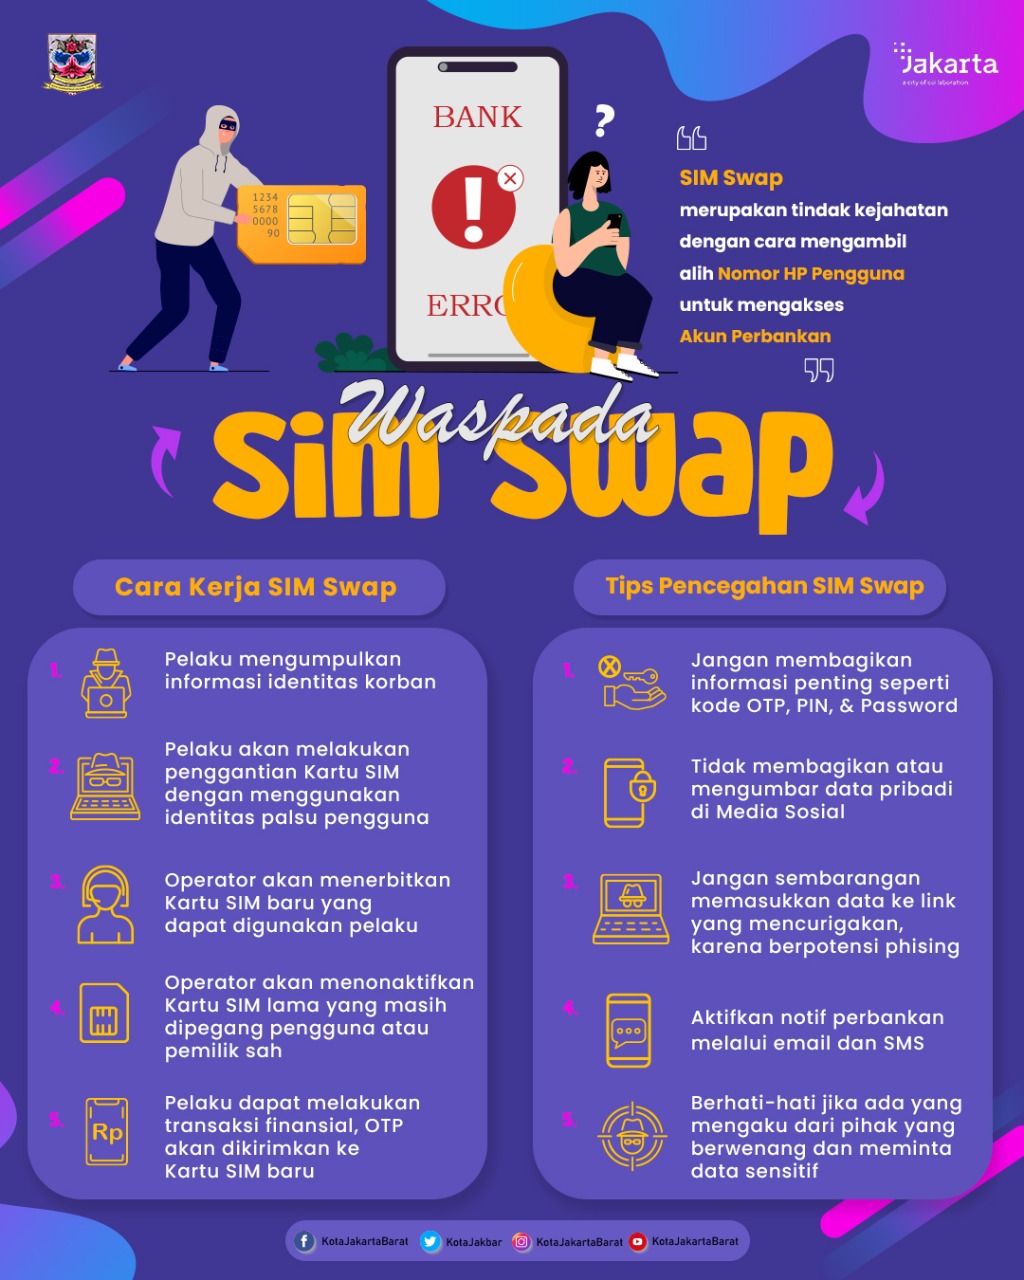 Jakarta
a city of collaboration
BANK
!
ERRO
1234
5678
0000
90
?
SIM Swap
merupakan tindak kejahatan
dengan cara mengambil
alih Nomor HP Pengguna
untuk mengakses
Akun Perbankan
Waspada
Sim Swap
Cara Kerja SIM Swap
1.
Pelaku mengumpulkan
informasi identitas korban
2.
Pelaku akan melakukan
penggantian Kartu SIM
dengan menggunakan
identitas palsu pengguna
3.
Operator akan menerbitkan
Kartu SIM baru yang
dapat digunakan pelaku
4.
Operator akan menonaktifkan
Kartu SIM lama yang masih
dipegang pengguna atau
pemilik sah
5.
Rp
Pelaku dapat melakukan
transaksi finansial, OTP
akan dikirimkan ke
Kartu SIM baru
Tips Pencegahan SIM Swap
1.
Jangan membagikan
informasi penting seperti
kode OTP, PIN, & Password
2.
Tidak membagikan atau
mengumbar data pribadi
di Media Sosial
3.
Jangan sembarangan
memasukkan data ke link
yang mencurigakan,
karena berpotensi phising
4.
Aktifkan notif perbankan
melalui email dan SMS
5.
Berhati-hati jika ada yang
mengaku dari pihak yang
berwenang dan meminta
data sensitif
KotaJakartaBarat
KotaJakbar
KotaJakartaBarat
KotaJakartaBarat